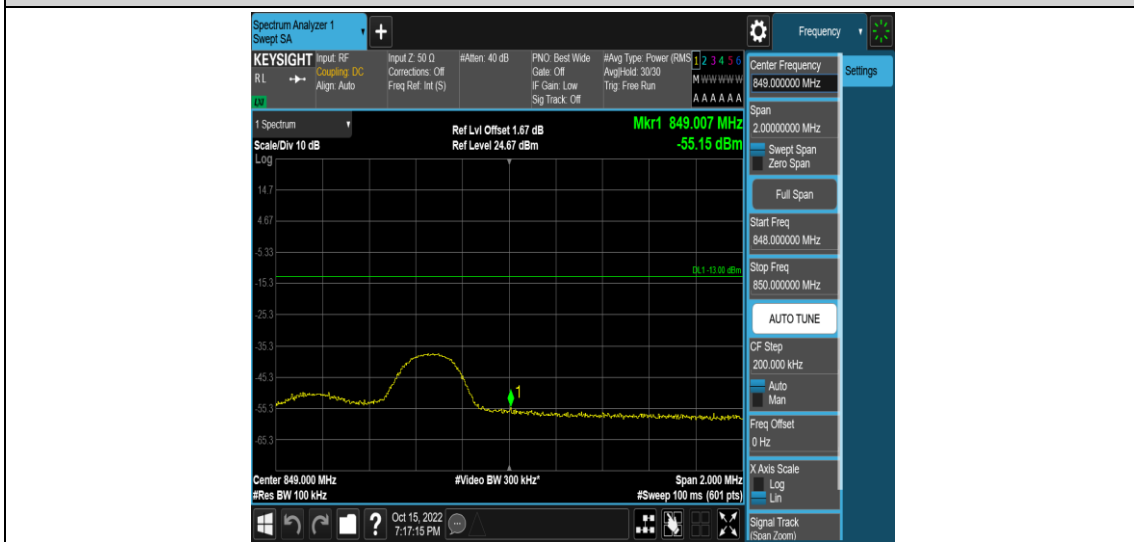 Spectrum Analyzer 1
Swept SA
+
Frequency
KEYSIGHT
RL
LXI
Input: RF
Coupling: DC
Align: Auto
Input Z: 50 Ω
Corrections: Off
Freq Ref: Int (S)
#Atten: 40 dB
PNO: Best Wide
Gate: Off
IF Gain: Low
Sig Track: Off
#Avg Type: Power (RMS
Avg|Hold: 30/30
Trig: Free Run
1 2 3 4 5 6
M W W W W W
A A A A A A
1 Spectrum
Scale/Div 10 dB
Log
Ref Lvl Offset 1.67 dB
Ref Level 24.67 dBm
Mkr1 849.007 MHz
-55.15 dBm
14.7
4.67
-5.33
-15.3
-25.3
-35.3
-45.3
-55.3
-65.3
DL1 -13.00 dBm
1
Center 849.000 MHz
#Res BW 100 kHz
#Video BW 300 kHz*
Span 2.000 MHz
#Sweep 100 ms (601 pts)
?
Oct 15, 2022
7:17:15 PM
Center Frequency
849.000000 MHz
Settings
Span
2.00000000 MHz
Swept Span
Zero Span
Full Span
Start Freq
848.000000 MHz
Stop Freq
850.000000 MHz
AUTO TUNE
CF Step
200.000 kHz
Auto
Man
Freq Offset
0 Hz
X Axis Scale
Log
Lin
Signal Track
(Span Zoom)